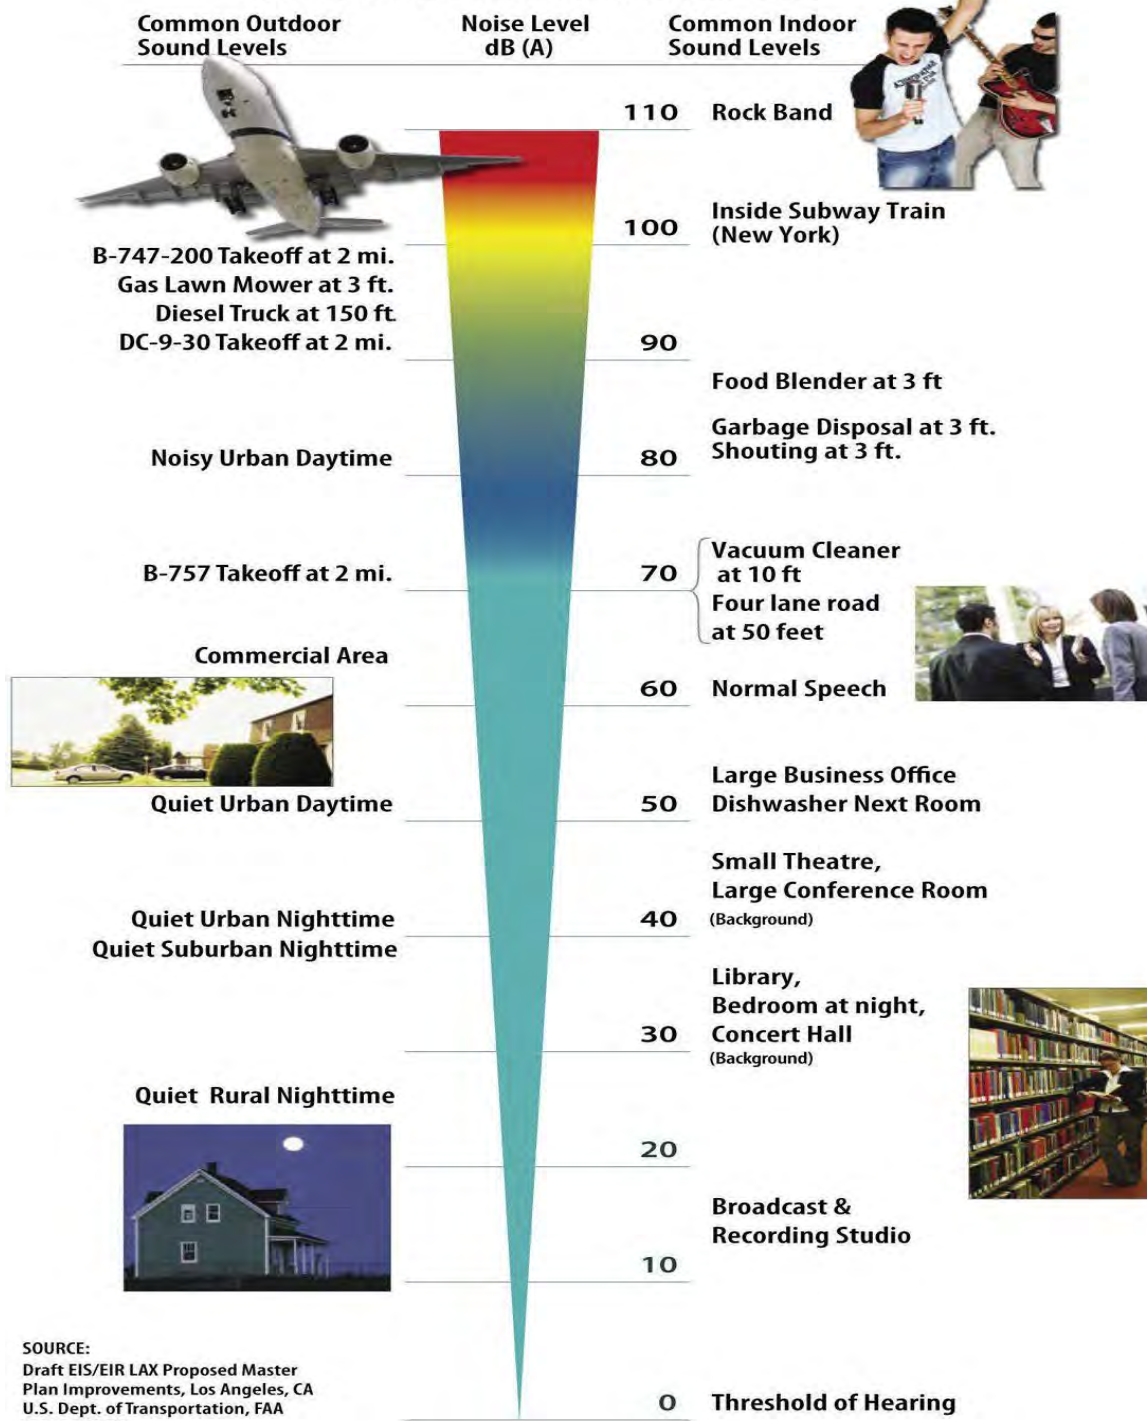 Common Outdoor
Sound Levels
Noise Level
dB (A)
Common Indoor
Sound Levels
110 Rock Band
Inside Subway Train
100 (New York)
B-747-200 Takeoff at 2 mi.
Gas Lawn Mower at 3 ft.
Diesel Truck at 150 ft.
DC-9-30 Takeoff at 2 mi. 90
Food Blender at 3 ft
Garbage Disposal at 3 ft.
Noisy Urban Daytime 80 Shouting at 3 ft.
Vacuum Cleaner
B-757 Takeoff at 2 mi. 70 at 10 ft
Four lane road
at 50 feet
Commercial Area
60 Normal Speech
Large Business Office
Quiet Urban Daytime 50 Dishwasher Next Room
Small Theatre,
Large Conference Room
Quiet Urban Nighttime 40 (Background)
Quiet Suburban Nighttime
Library,
Bedroom at night,
30 Concert Hall
(Background)
Quiet Rural Nighttime
20
Broadcast &
Recording Studio
10
SOURCE:
Draft EIS/EIR LAX Proposed Master
Plan Improvements, Los Angeles, CA
U.S. Dept. of Transportation, FAA
0 Threshold of Hearing